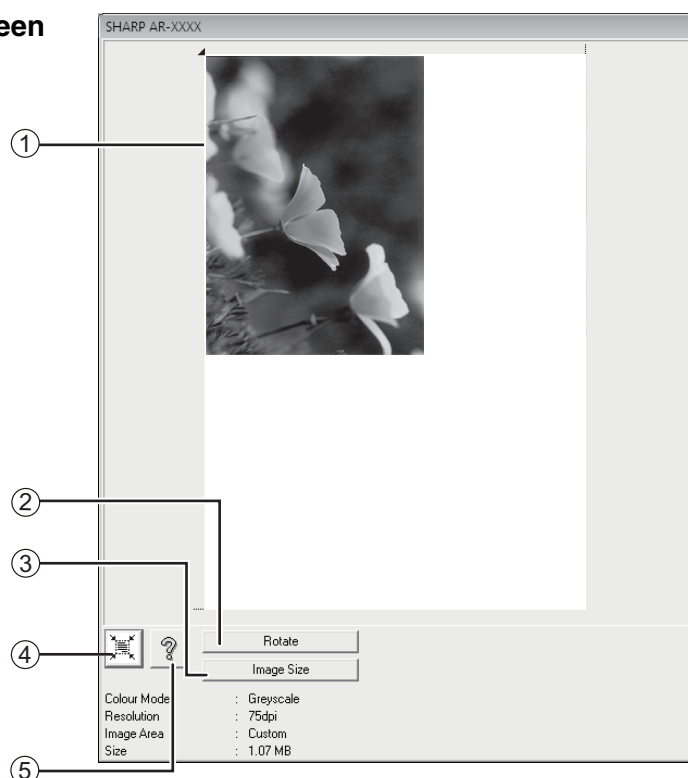 een
SHARP AR-XXXX
1
2
Rotate
3
Image Size
4
?
5
Colour Mode : Greyscale
Resolution : 75dpi
Image Area : Custom
Size : 1.07 MB